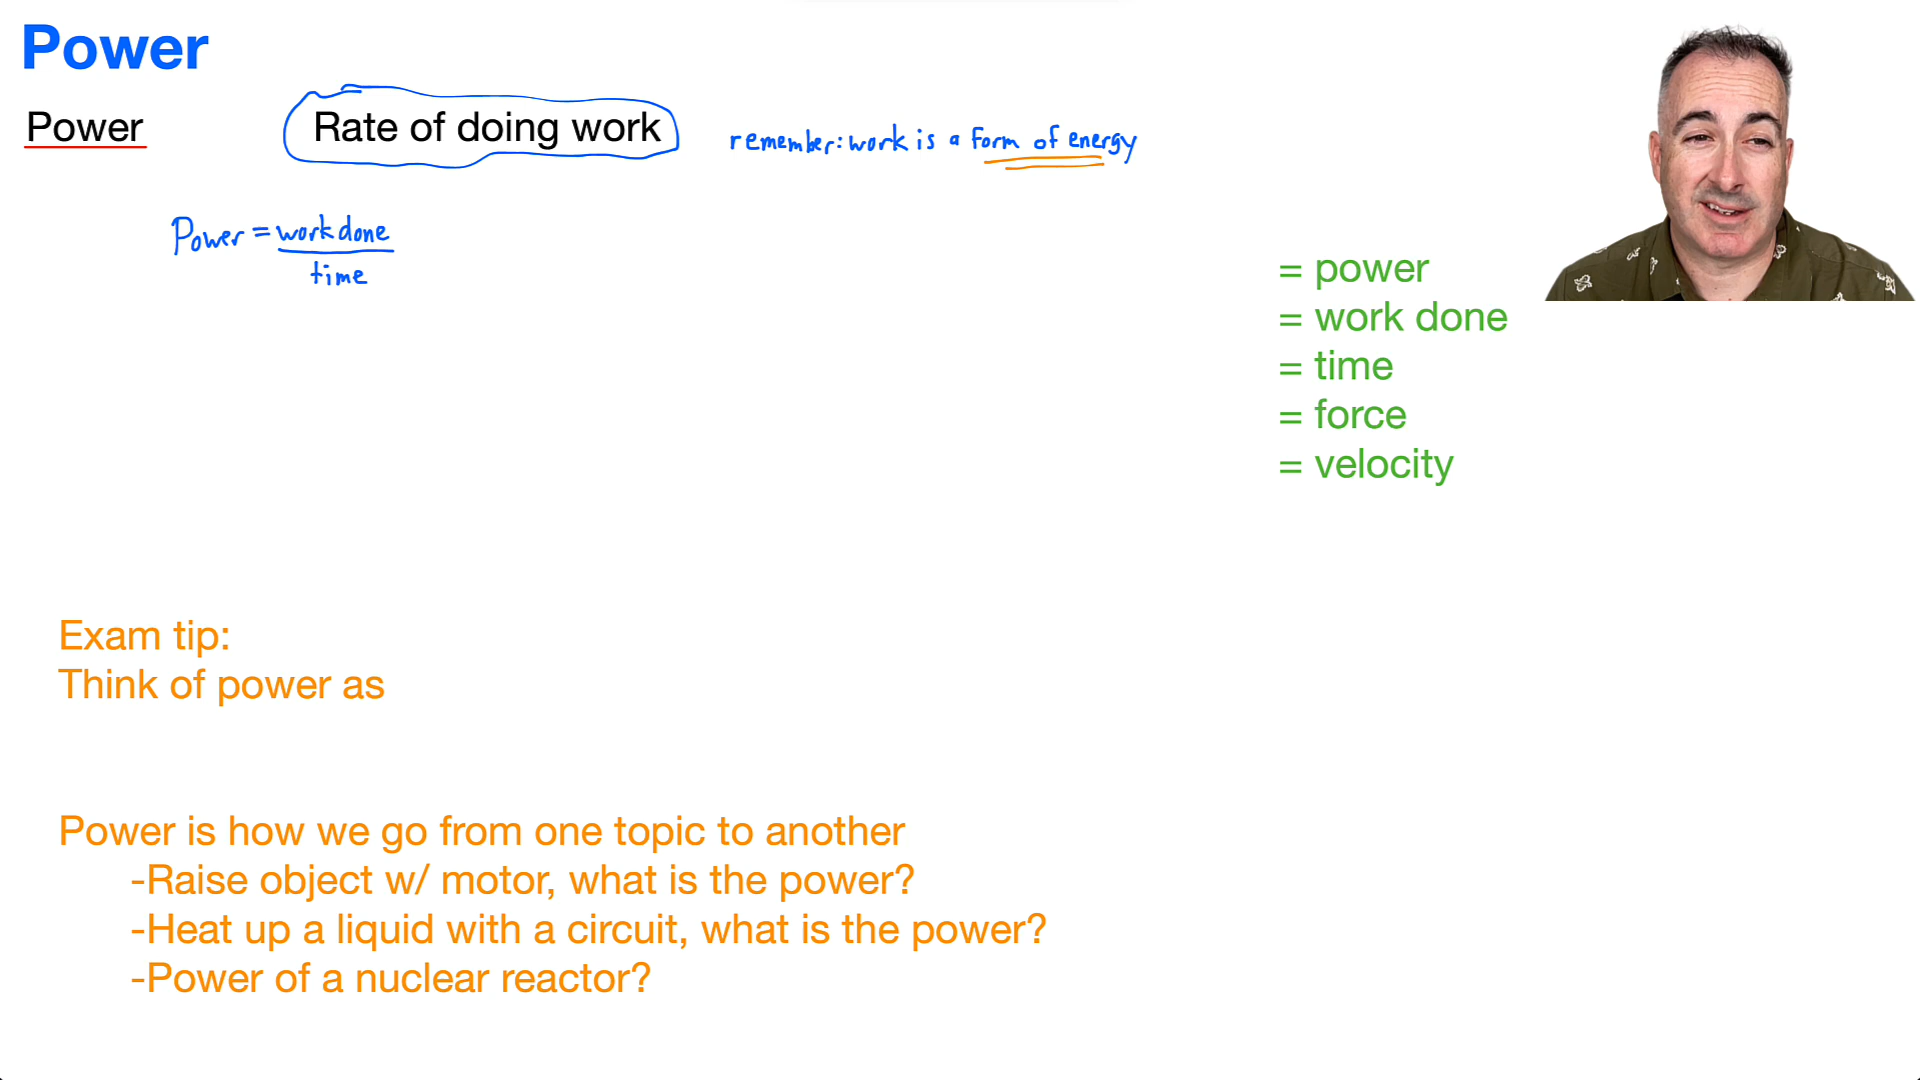 Power
Power Rate of doing work remember: work is a form of energy
Power = work done
time
= power
= work done
= time
= force
= velocity
Exam tip:
Think of power as
Power is how we go from one topic to another
-Raise object w/ motor, what is the power?
-Heat up a liquid with a circuit, what is the power?
-Power of a nuclear reactor?